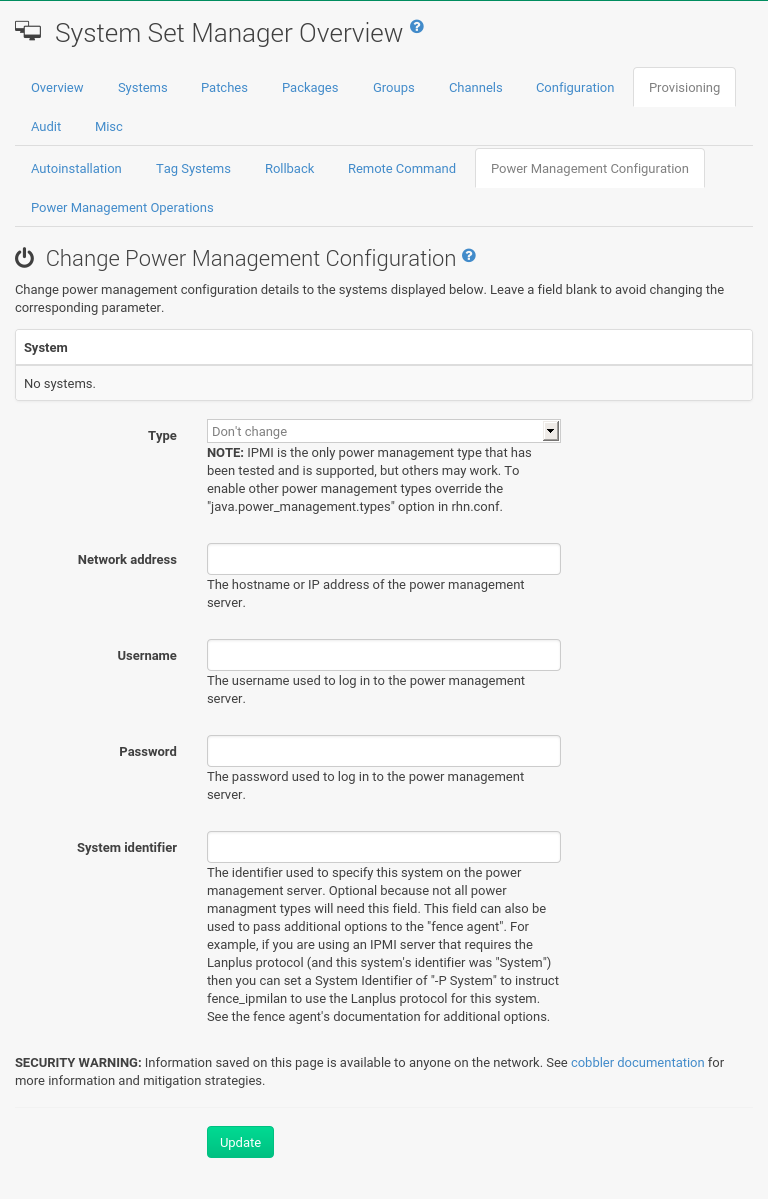 System Set Manager Overview
Overview Systems Patches Packages Groups Channels Configuration Provisioning
Audit Misc
Autoinstallation Tag Systems Rollback Remote Command Power Management Configuration
Power Management Operations
Change Power Management Configuration
Change power management configuration details to the systems displayed below. Leave a field blank to avoid changing the
corresponding parameter.
System
No systems.
Type Don't change
NOTE: IPMI is the only power management type that has
been tested and is supported, but others may work. To
enable other power management types override the
"java.power_management.types" option in rhn.conf.
Network address
The hostname or IP address of the power management
server.
Username
The username used to log in to the power management
server.
Password
The password used to log in to the power management
server.
System identifier
The identifier used to specify this system on the power
management server. Optional because not all power
managment types will need this field. This field can also be
used to pass additional options to the "fence agent". For
example, if you are using an IPMI server that requires the
Lanplus protocol (and this system's identifier was "System")
then you can set a System Identifier of "-P System" to instruct
fence_ipmilan to use the Lanplus protocol for this system.
See the fence agent's documentation for additional options.
SECURITY WARNING: Information saved on this page is available to anyone on the network. See cobbler documentation for
more information and mitigation strategies.
Update